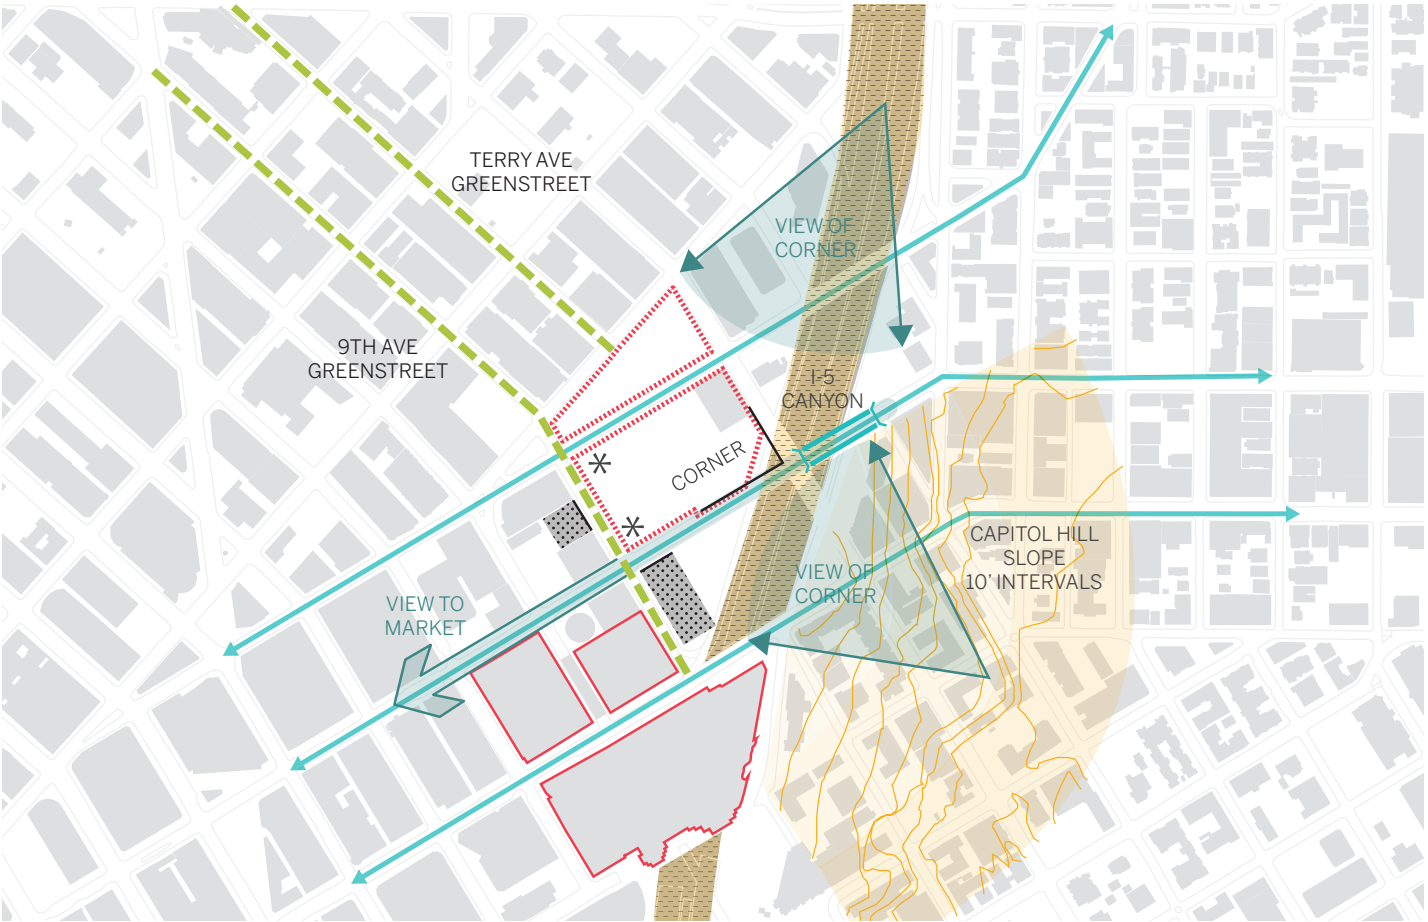 TERRY AVE
GREENSTREET
VIEW OF
CORNER
9TH AVE
GREENSTREET
I-5
CANYON
CORNER
CAPITOL HILL
SLOPE
10' INTERVALS
VIEW OF
CORNER
VIEW TO
MARKET